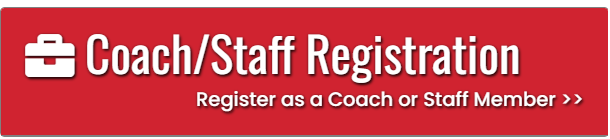 Coach/Staff Registration
Register as a Coach or Staff Member >>